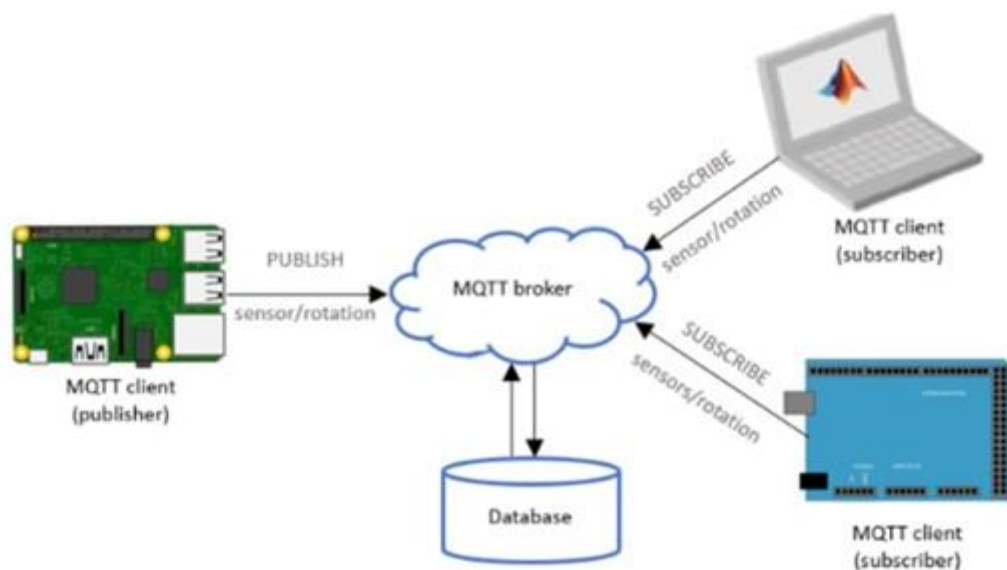 SUBSCRIBE
sensor/rotation
MQTT client
(subscriber)
PUBLISH
sensor/rotation
MQTT broker
MQTT client
(publisher)
SUBSCRIBE
sensors/rotation
Database
MQTT client
(subscriber)